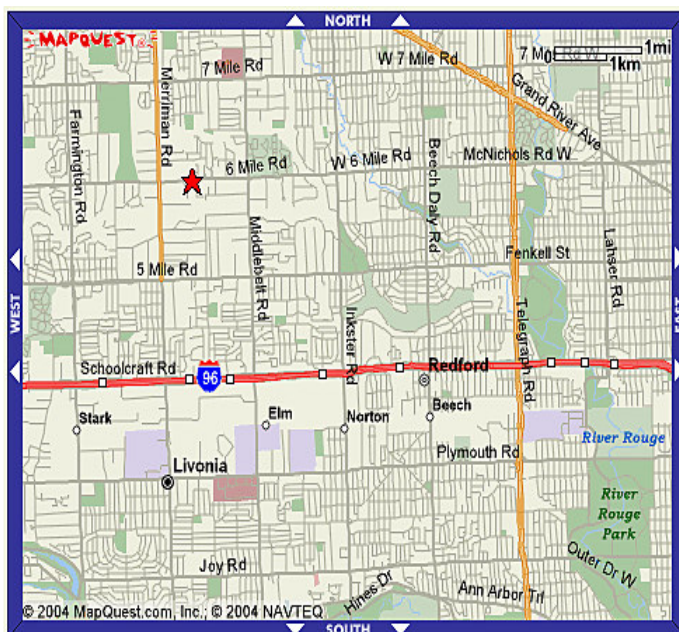 NORTH
MAPQUEST
1mi
0
1km
7 Mile Rd
W 7 Mile Rd
7 M
Rd W
Grand River Ave
Farmington Rd
Merriman Rd
6 Mile Rd
W 6 Mile Rd
McNichols Rd W
Beech Daly Rd
Middlebelt Rd
5 Mile Rd
Fenkell St
Lahser Rd
WEST
EAST
Inkster Rd
Telegraph Rd
Schoolcraft Rd
96
Redford
Stark
Elm
Norton
Beech
River Rouge
Plymouth Rd
Livonia
River
Rouge
Park
Joy Rd
Outer Dr W
Hines Dr
Ann Arbor Trl
© 2004 MapQuest.com, Inc.; © 2004 NAVTEQ
SOUTH